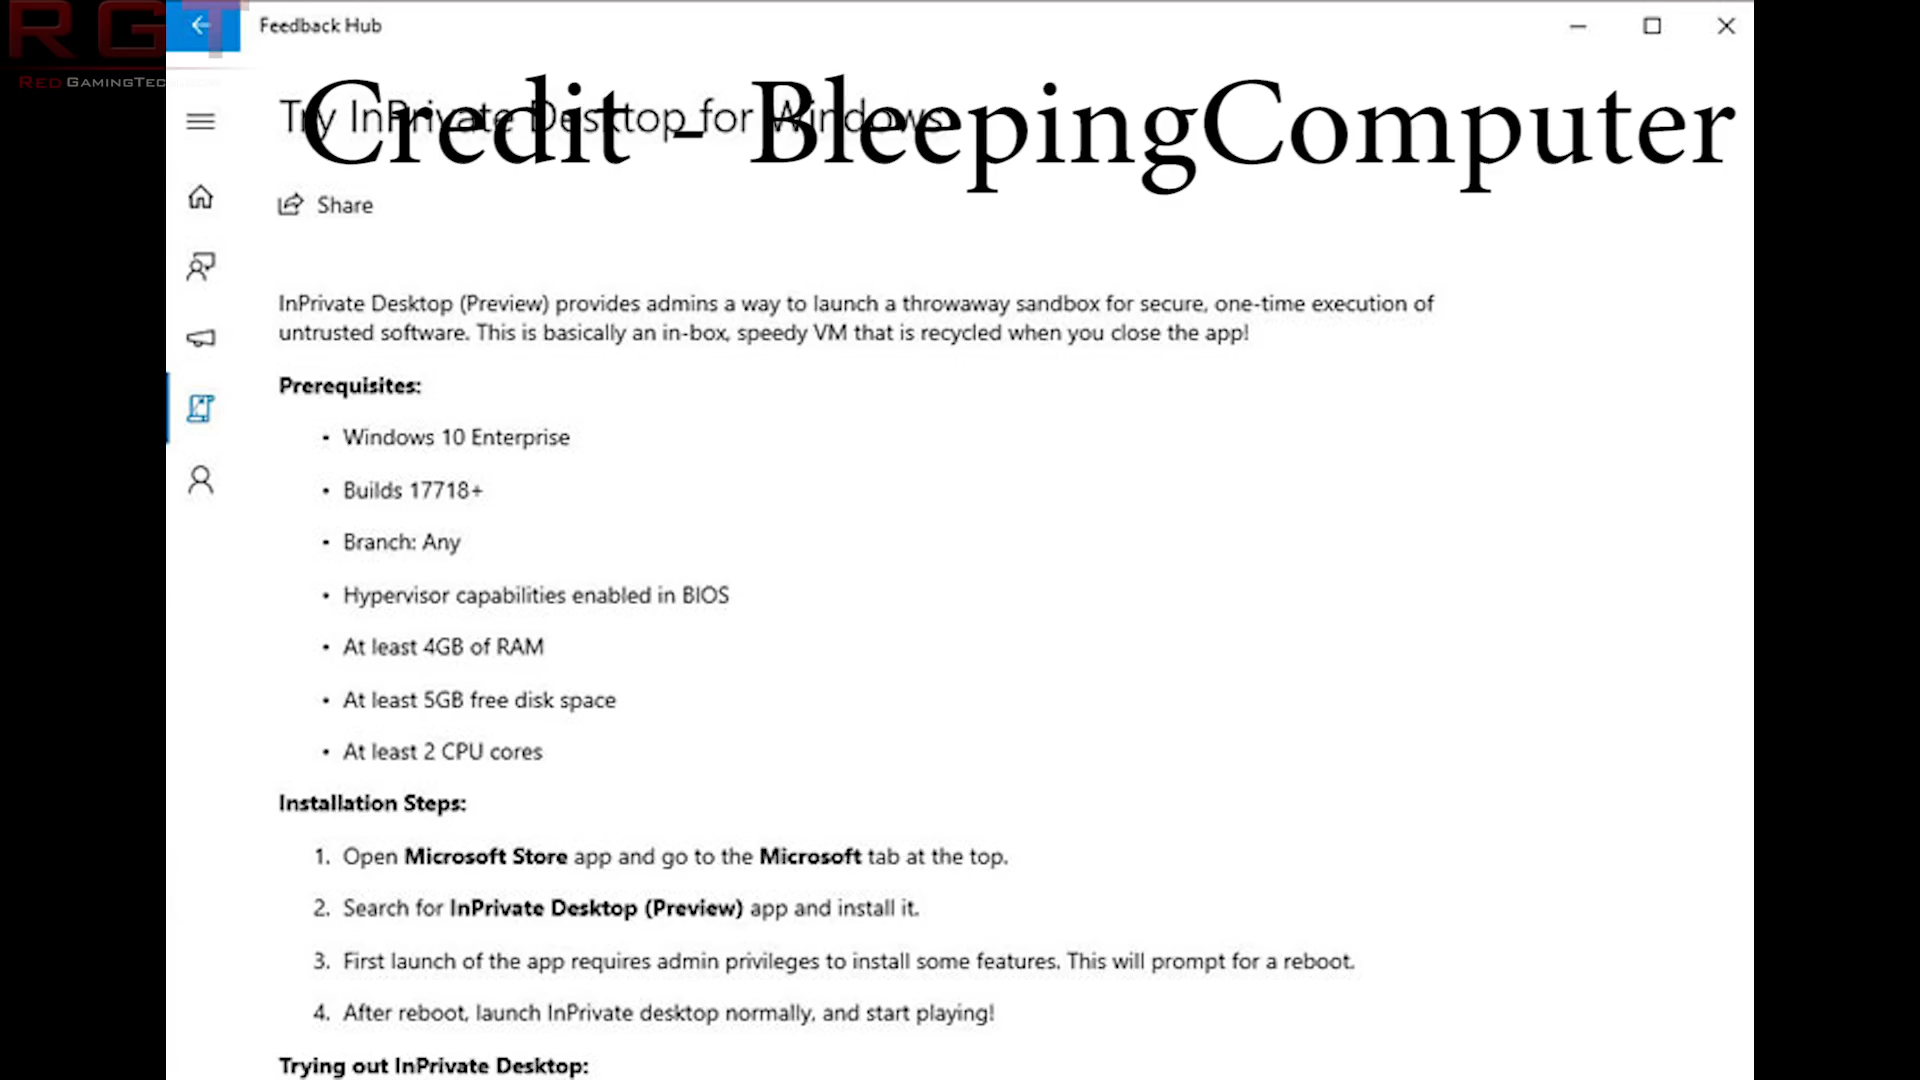 RGT
RED GAMINGTECH
Feedback Hub
Credit - BleepingComputer
Try InPrivate Desktop for Windows
Share
InPrivate Desktop (Preview) provides admins a way to launch a throwaway sandbox for secure, one-time execution of
untrusted software. This is basically an in-box, speedy VM that is recycled when you close the app!
Prerequisites:
• Windows 10 Enterprise
• Builds 17718+
• Branch: Any
• Hypervisor capabilities enabled in BIOS
• At least 4GB of RAM
• At least 5GB free disk space
• At least 2 CPU cores
Installation Steps:
1. Open Microsoft Store app and go to the Microsoft tab at the top.
2. Search for InPrivate Desktop (Preview) app and install it.
3. First launch of the app requires admin privileges to install some features. This will prompt for a reboot.
4. After reboot, launch InPrivate desktop normally, and start playing!
Trying out InPrivate Desktop: